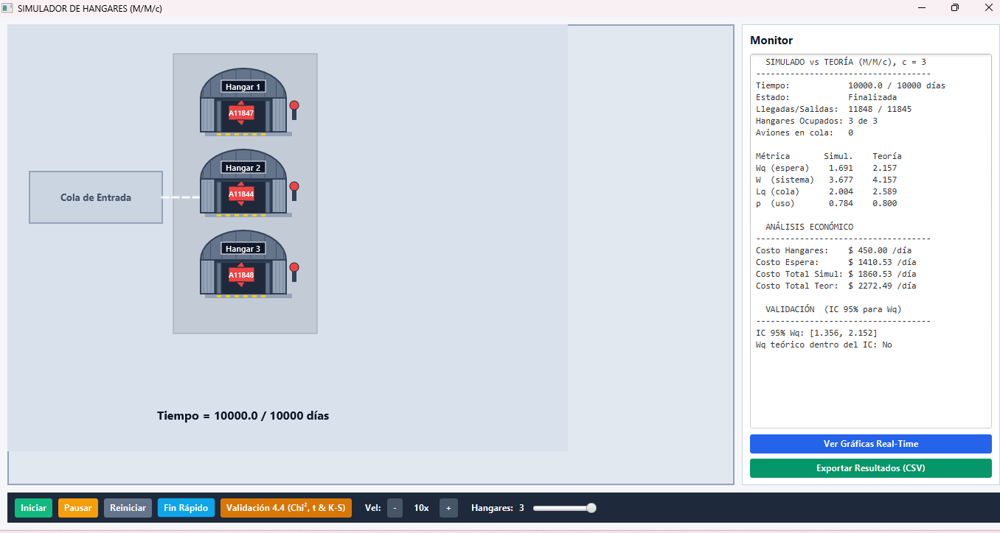 SIMULADOR DE HANGARES (M/M/c)
Hangar 1
A11847
Hangar 2
A11844
Hangar 3
A11848
Cola de Entrada
Tiempo = 10000.0 / 10000 días
Monitor
SIMULADO vs TEORÍA (M/M/c), c = 3
------------------------------------
Tiempo: 10000.0 / 10000 días
Estado: Finalizada
Llegadas/Salidas: 11848 / 11845
Hangares Ocupados: 3 de 3
Aviones en cola: 0
Métrica Simul. Teoría
Wq (espera) 1.691 2.157
W (sistema) 3.677 4.157
Lq (cola) 2.004 2.589
ρ (uso) 0.784 0.800
ANÁLISIS ECONÓMICO
------------------------------------
Costo Hangares: $ 450.00 /día
Costo Espera: $ 1410.53 /día
Costo Total Simul: $ 1860.53 /día
Costo Total Teor: $ 2272.49 /día
VALIDACIÓN (IC 95% para Wq)
------------------------------------
IC 95% Wq: [1.356, 2.152]
Wq teórico dentro del IC: No
Ver Gráficas Real-Time
Exportar Resultados (CSV)
Iniciar Pausar Reiniciar Fin Rápido Validación 4.4 (Chi², t & K-S) Vel: - 10x + Hangares: 3